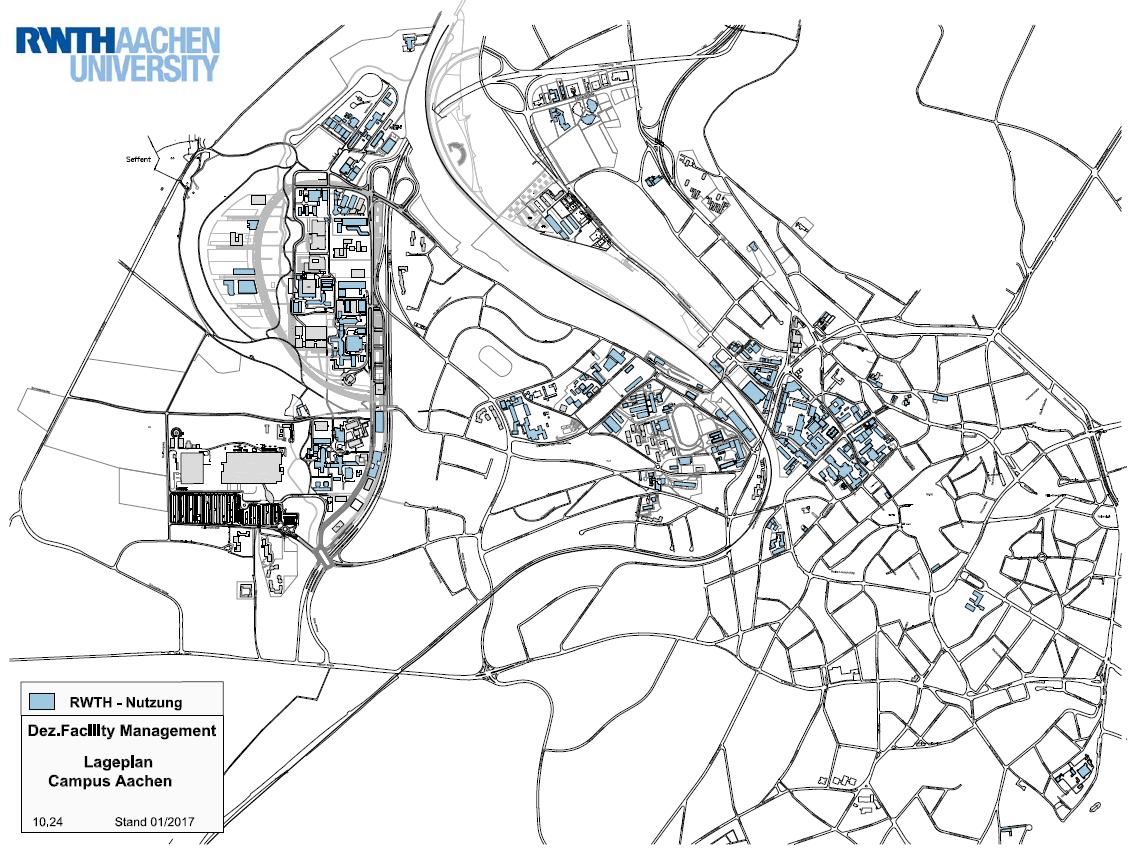 RWTHAACHEN
UNIVERSITY
Seffent
RWTH - Nutzung
Dez.Facility Management
Lageplan
Campus Aachen
10,24 Stand 01/2017